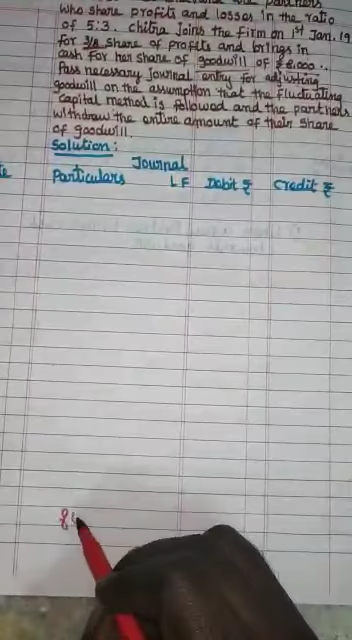 partners
who share profits and losses in the ratio
of 5:3. Chitra joins the firm on 1st Jan. 19
for 3/8 share of profits and brings in
cash for her share of goodwill of ₹ 8,000.
Pass necessary journal entry for adjusting
goodwill on the assumption that the fluctuating
capital method is followed and the partners
withdraw the entire amount of their share
of goodwill.
Solution:
Journal
Particulars LF Debit ₹ Credit ₹